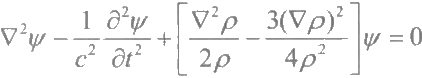 ∇²ψ − (1/c²) ∂²ψ/∂t² + [∇²ρ/2ρ − 3(∇ρ)²/4ρ²]ψ = 0